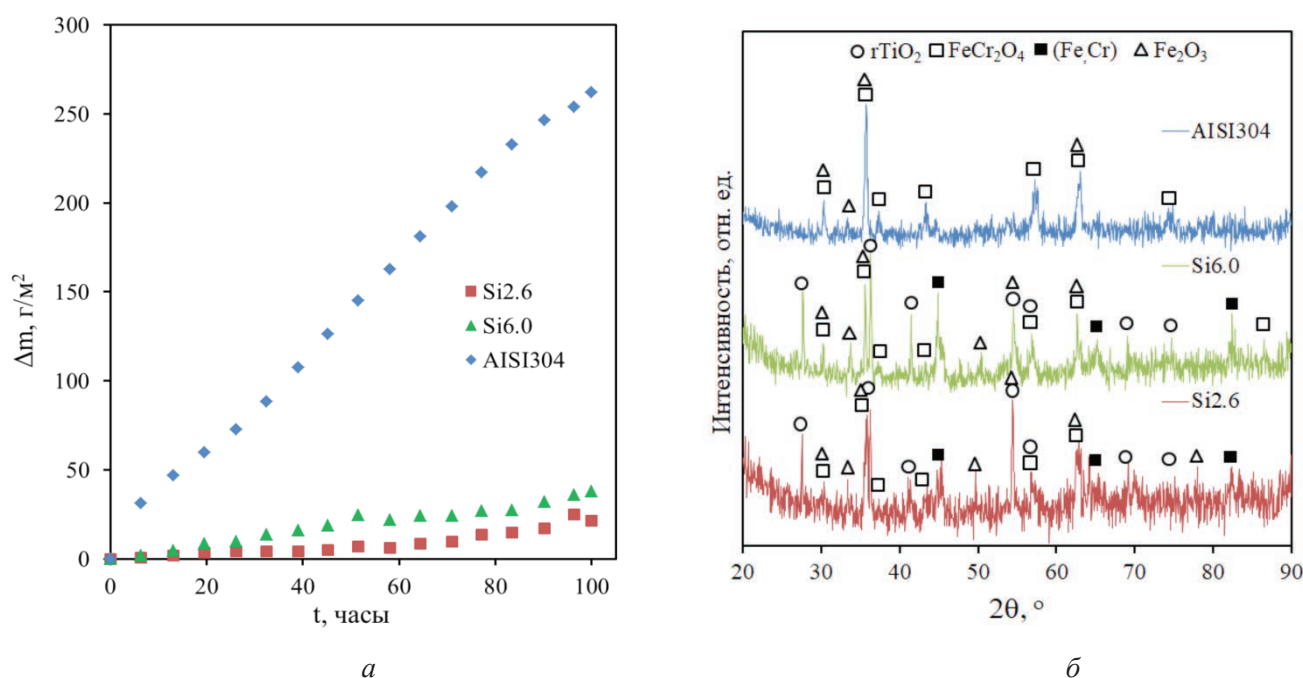 300
250
200
150
100
50
0
Δm, г/м²
0 20 40 60 80 100
t, часы
Si2.6
Si6.0
AISI304
а
rTiO₂ FeCr₂O₄ (Fe,Cr) Fe₂O₃
AISI304
Si6.0
Si2.6
Интенсивность, отн. ед.
20 30 40 50 60 70 80 90
2θ, °
б